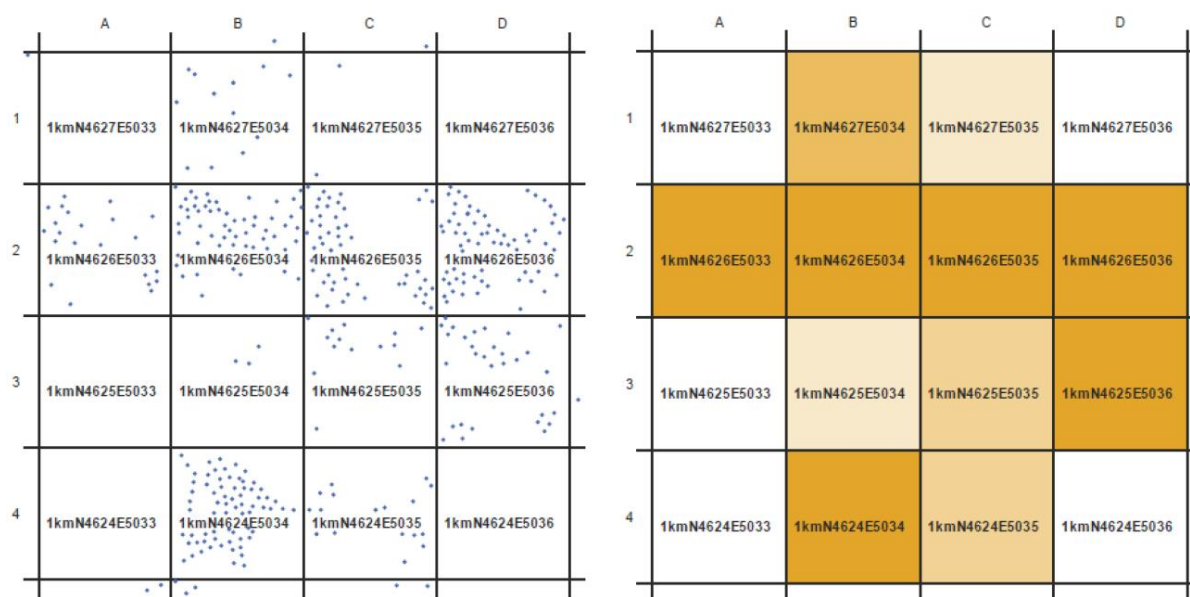 A B C D
1 1kmN4627E5033 1kmN4627E5034 1kmN4627E5035 1kmN4627E5036
2 1kmN4626E5033 1kmN4626E5034 1kmN4626E5035 1kmN4626E5036
3 1kmN4625E5033 1kmN4625E5034 1kmN4625E5035 1kmN4625E5036
4 1kmN4624E5033 1kmN4624E5034 1kmN4624E5035 1kmN4624E5036
A B C D
1 1kmN4627E5033 1kmN4627E5034 1kmN4627E5035 1kmN4627E5036
2 1kmN4626E5033 1kmN4626E5034 1kmN4626E5035 1kmN4626E5036
3 1kmN4625E5033 1kmN4625E5034 1kmN4625E5035 1kmN4625E5036
4 1kmN4624E5033 1kmN4624E5034 1kmN4624E5035 1kmN4624E5036